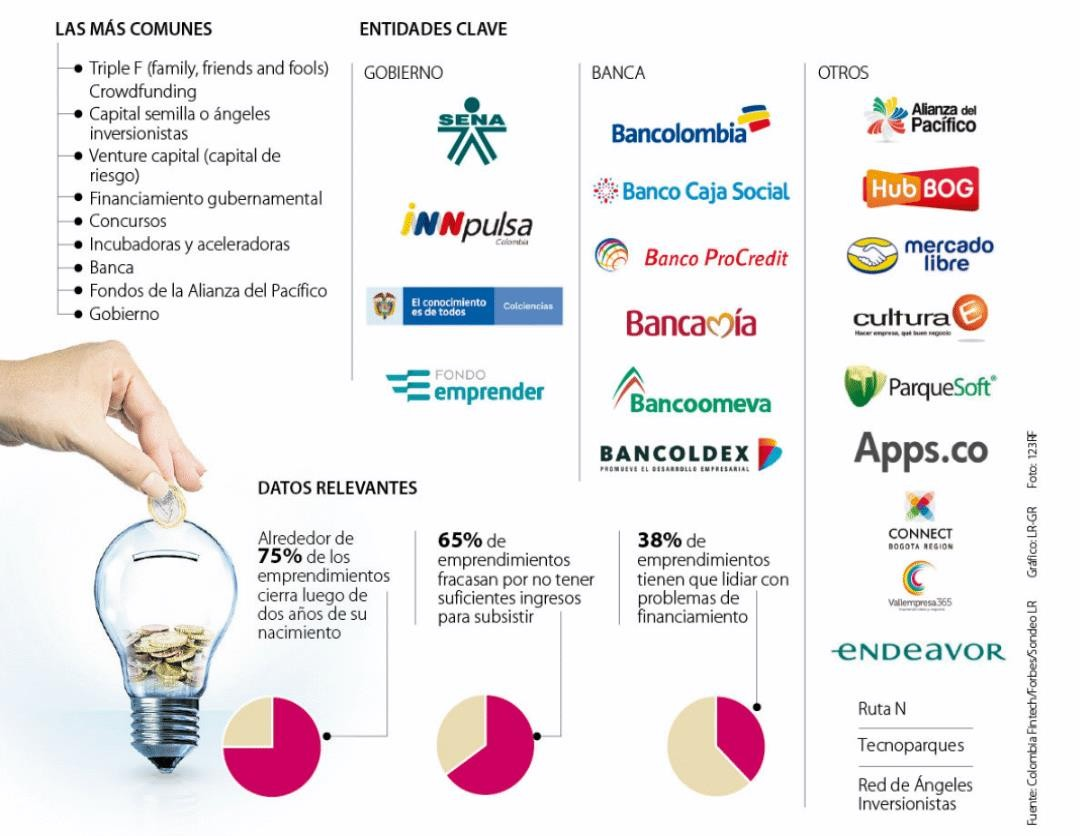 LAS MÁS COMUNES
Triple F (family, friends and fools)
Crowdfunding
Capital semilla o ángeles
inversionistas
Venture capital (capital de
riesgo)
Financiamiento gubernamental
Concursos
Incubadoras y aceleradoras
Banca
Fondos de la Alianza del Pacífico
Gobierno
ENTIDADES CLAVE
GOBIERNO
SENA
iNNpulsa
Colombia
El conocimiento
es de todos
Colciencias
FONDO
emprender
BANCA
Bancolombia
Banco Caja Social
Banco ProCredit
Bancamía
Bancoomeva
BANCOLDEX
PROMUEVE EL DESARROLLO EMPRESARIAL
OTROS
Alianza del
Pacífico
HubBOG
mercado
libre
cultura E
Hacer empresa, qué buen negocio
ParqueSoft®
Apps.co
CONNECT
BOGOTA REGION
Vallempresa365
ENDEAVOR
Ruta N
Tecnoparques
Red de Ángeles
Inversionistas
DATOS RELEVANTES
Alrededor de
75% de los
emprendimientos
cierra luego de
dos años de su
nacimiento
65% de
emprendimientos
fracasan por no tener
suficientes ingresos
para subsistir
38% de
emprendimientos
tienen que lidiar con
problemas de
financiamiento
Fuente: Colombia Fintech/Forbes/Sondeo LR Gráfico: LR-GR Foto: 123RF